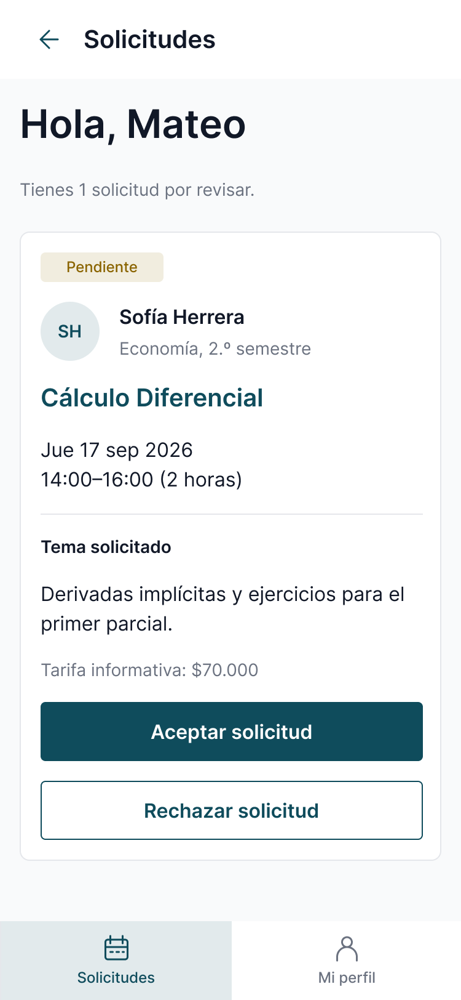 Solicitudes
Hola, Mateo
Tienes 1 solicitud por revisar.
Pendiente
SH
Sofía Herrera
Economía, 2.º semestre
Cálculo Diferencial
Jue 17 sep 2026
14:00–16:00 (2 horas)
Tema solicitado
Derivadas implícitas y ejercicios para el
primer parcial.
Tarifa informativa: $70.000
Aceptar solicitud
Rechazar solicitud
Solicitudes
Mi perfil